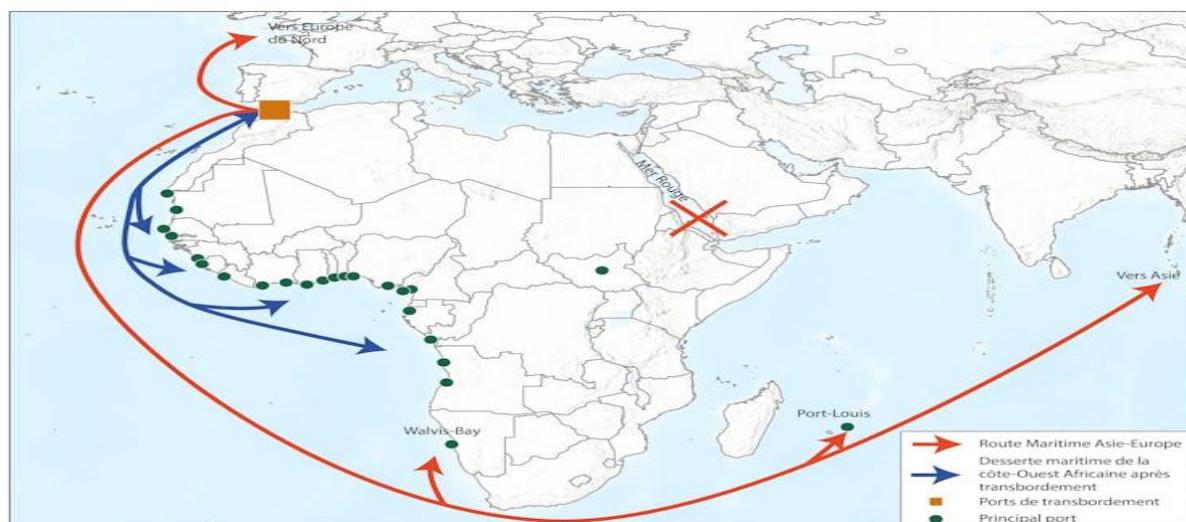 Vers Europe
du Nord
Mer Rouge
Vers Asie
Port-Louis
Walvis-Bay
Route Maritime Asie-Europe
Desserte maritime de la
côte-Ouest Africaine après
transbordement
Ports de transbordement
Principal port